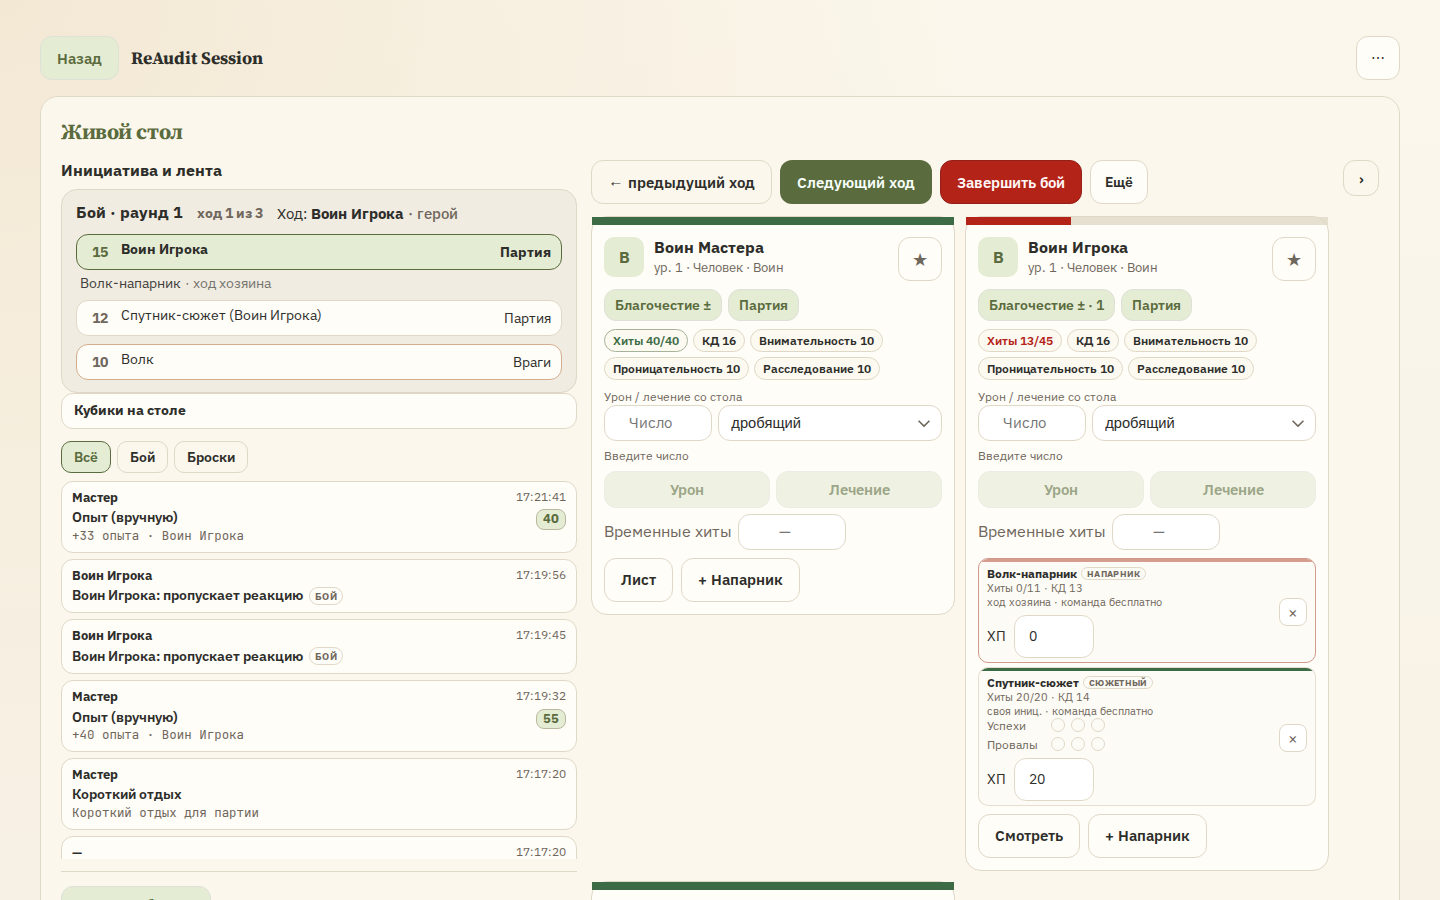 Назад
ReAudit Session
···
Живой стол
Инициатива и лента
Бой · раунд 1 ход 1 из 3 Ход: Воин Игрока · герой
15 Воин Игрока Партия
Волк-напарник · ход хозяина
12 Спутник-сюжет (Воин Игрока) Партия
10 Волк Враги
Кубики на столе
Всё Бой Броски
Мастер 17:21:41
Опыт (вручную) 40
+33 опыта · Воин Игрока
Воин Игрока 17:19:56
Воин Игрока: пропускает реакцию БОЙ
Воин Игрока 17:19:45
Воин Игрока: пропускает реакцию БОЙ
Мастер 17:19:32
Опыт (вручную) 55
+40 опыта · Воин Игрока
Мастер 17:17:20
Короткий отдых
Короткий отдых для партии
— 17:17:20
← предыдущий ход Следующий ход Завершить бой Ещё ›
В Воин Мастера ★
ур. 1 · Человек · Воин
Благочестие ± Партия
Хиты 40/40 КД 16 Внимательность 10
Проницательность 10 Расследование 10
Урон / лечение со стола
Число дробящий
Введите число
Урон Лечение
Временные хиты —
Лист + Напарник
В Воин Игрока ★
ур. 1 · Человек · Воин
Благочестие ± · 1 Партия
Хиты 13/45 КД 16 Внимательность 10
Проницательность 10 Расследование 10
Урон / лечение со стола
Число дробящий
Введите число
Урон Лечение
Временные хиты —
Волк-напарник НАПАРНИК
Хиты 0/11 · КД 13
ход хозяина · команда бесплатно
×
ХП 0
Спутник-сюжет СЮЖЕТНЫЙ
Хиты 20/20 · КД 14
своя иниц. · команда бесплатно
Успехи
Провалы
×
ХП 20
Смотреть + Напарник